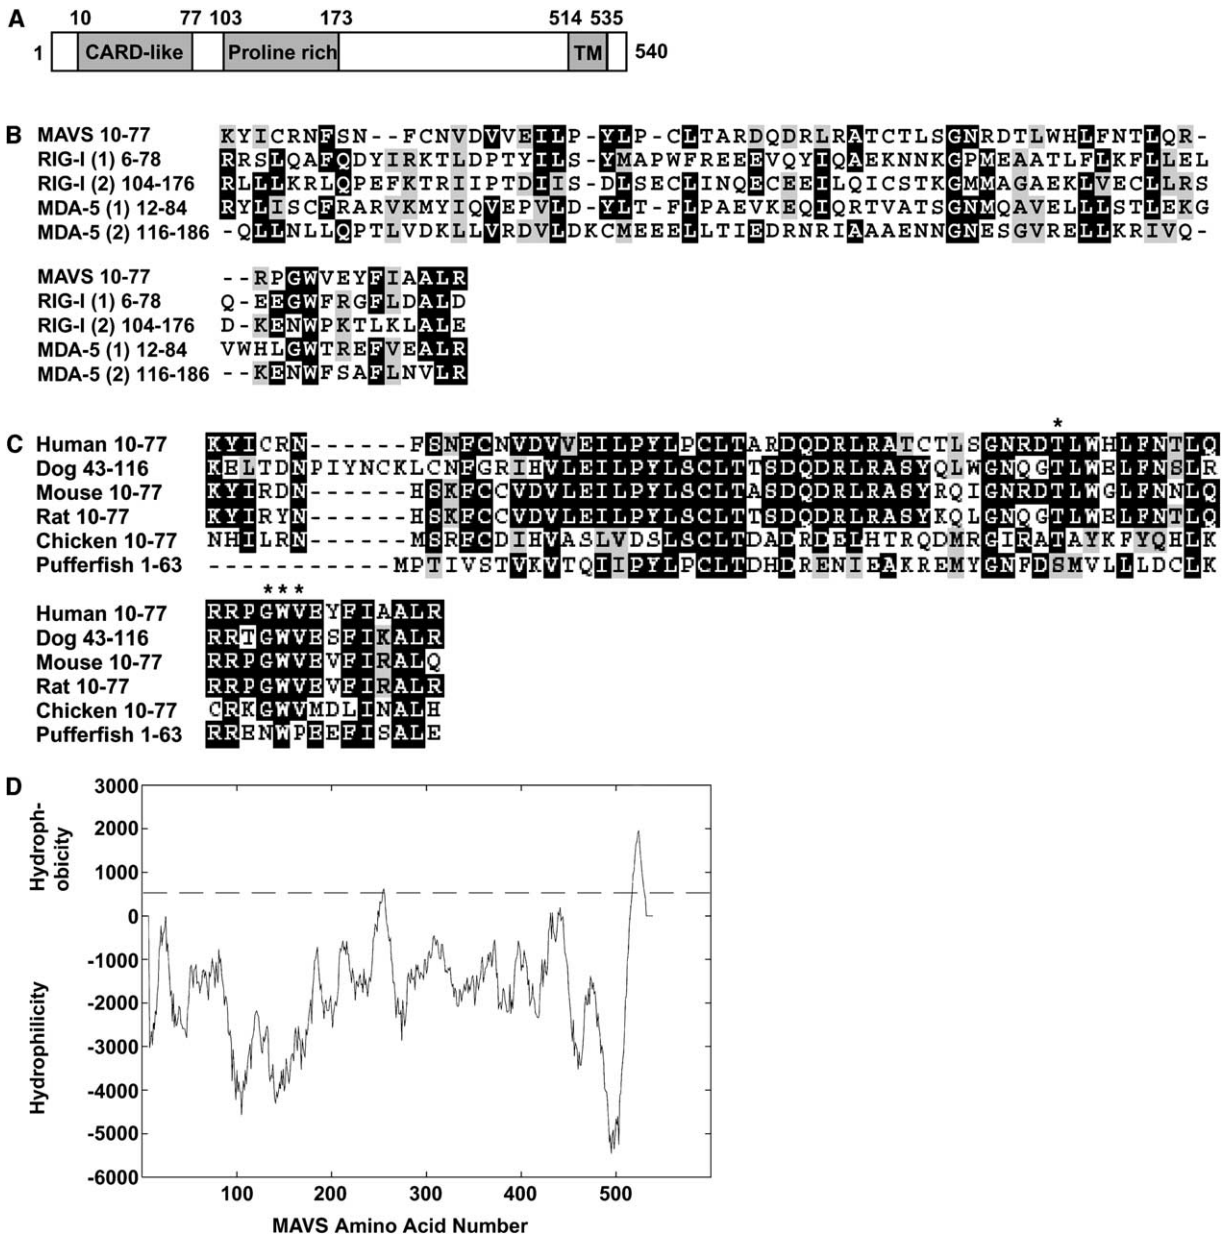 A
10 77 103 173 514 535
1 CARD-like Proline rich TM 540
B
MAVS 10-77 KYICRNFSN--FCNVDVVEILP-YLP-CLTARDQDRLRATCTLSGNRDTLWHLFNTLQR-
RIG-I (1) 6-78 RRSLQAFQDYIRKTLDPTYILS-YMAPWFREEEVQYIQAEKNNKGPMEAATLFLKFLLEL
RIG-I (2) 104-176 RLLLKRLQPEFKTRIIPTDIIS-DLSECLINQECEEILQICSTKGMMAGAEKLVECLLRS
MDA-5 (1) 12-84 RYLISCFRARVKMYIQVEPVLD-YLT-FLPAEVKEQIQRTVATSGNMQAVELLLSTLEKG
MDA-5 (2) 116-186 -QLLNLLQPTLVDKLLVRDVLDKCMEEELLTIEDRNRIAAAENNGNESGVRELLKRIVQ-
MAVS 10-77 --RPGWVEYFIAALR
RIG-I (1) 6-78 Q-EEGWFRGFLDALD
RIG-I (2) 104-176 D-KENWPKTLKLALE
MDA-5 (1) 12-84 VWHLGWTREFVEALR
MDA-5 (2) 116-186 --KENWFSAFLNVLR
C
*
Human 10-77 KYICRN------FSNFCNVDVVEILPYLPCLTARDQDRLRATCTLSGNRDTLWHLFNTLQ
Dog 43-116 KELTDNPIYNCKLCNFGRIHVLEILPYLSCLTTSDQDRLRASYQLWGNQGTLWELFNSLR
Mouse 10-77 KYIRDN------HSKFCCVDVLEILPYLSCLTASDQDRLRASYRQIGNRDTLWGLFNNLQ
Rat 10-77 KYIRYN------HSKFCCVDVLEILPYLSCLTTSDQDRLRASYKQLGNQGTLWELFNTLQ
Chicken 10-77 NHILRN------MSRFCDIHVASLVDSLSCLTDADRDELHTRQDMRGIRATAYKFYQHLK
Pufferfish 1-63 -----------MPTIVSTVKVTQIIPYLPCLTDHDRENIEAKREMYGNFDSMVLLLDCLK
* * *
Human 10-77 RRPGWVEYFIAALR
Dog 43-116 RRTGWVESFIKALR
Mouse 10-77 RRPGWVEVFIRALQ
Rat 10-77 RRPGWVEVFIRALR
Chicken 10-77 CRKGWVMDLINALH
Pufferfish 1-63 RRENWPEEFISALE
D
Hydroph-
obicity
Hydrophilicity
3000
2000
1000
0
-1000
-2000
-3000
-4000
-5000
-6000
100 200 300 400 500
MAVS Amino Acid Number